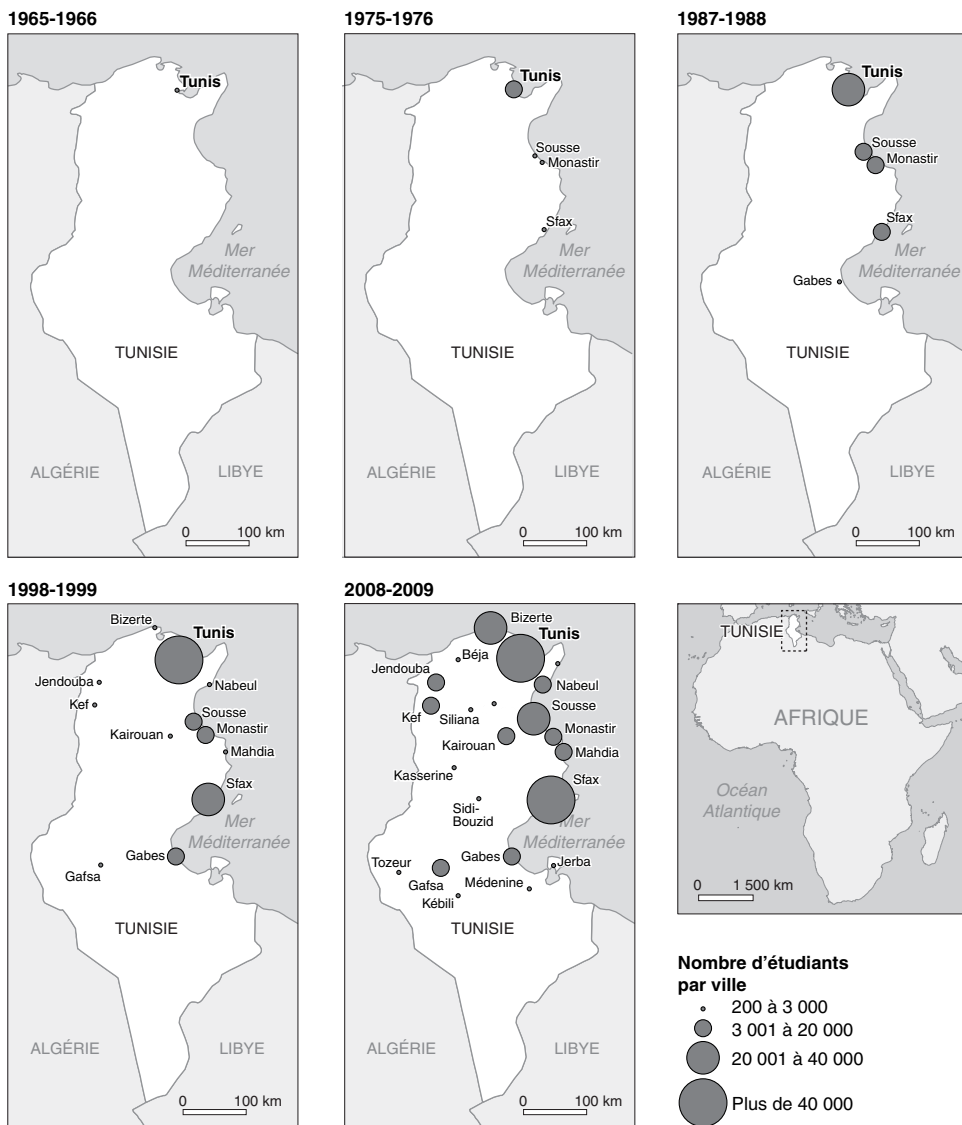 1965-1966
Tunis
Mer
Méditerranée
TUNISIE
ALGÉRIE
LIBYE
0 100 km
1975-1976
Tunis
Sousse
Monastir
Sfax
Mer
Méditerranée
TUNISIE
ALGÉRIE
LIBYE
0 100 km
1987-1988
Tunis
Sousse
Monastir
Sfax
Mer
Méditerranée
Gabes
TUNISIE
ALGÉRIE
LIBYE
0 100 km
1998-1999
Bizerte
Tunis
Jendouba
Nabeul
Kef
Sousse
Monastir
Kairouan
Mahdia
Sfax
Mer
Méditerranée
Gabes
Gafsa
TUNISIE
ALGÉRIE
LIBYE
0 100 km
2008-2009
Bizerte
Tunis
Béja
Jendouba
Nabeul
Kef
Siliana
Sousse
Monastir
Kairouan
Mahdia
Kasserine
Sfax
Sidi-
Bouzid
Mer
Méditerranée
Tozeur
Gabes
Jerba
Gafsa
Médenine
Kébili
TUNISIE
ALGÉRIE
LIBYE
0 100 km
TUNISIE
AFRIQUE
Océan
Atlantique
0 1 500 km
Nombre d'étudiants
par ville
200 à 3 000
3 001 à 20 000
20 001 à 40 000
Plus de 40 000